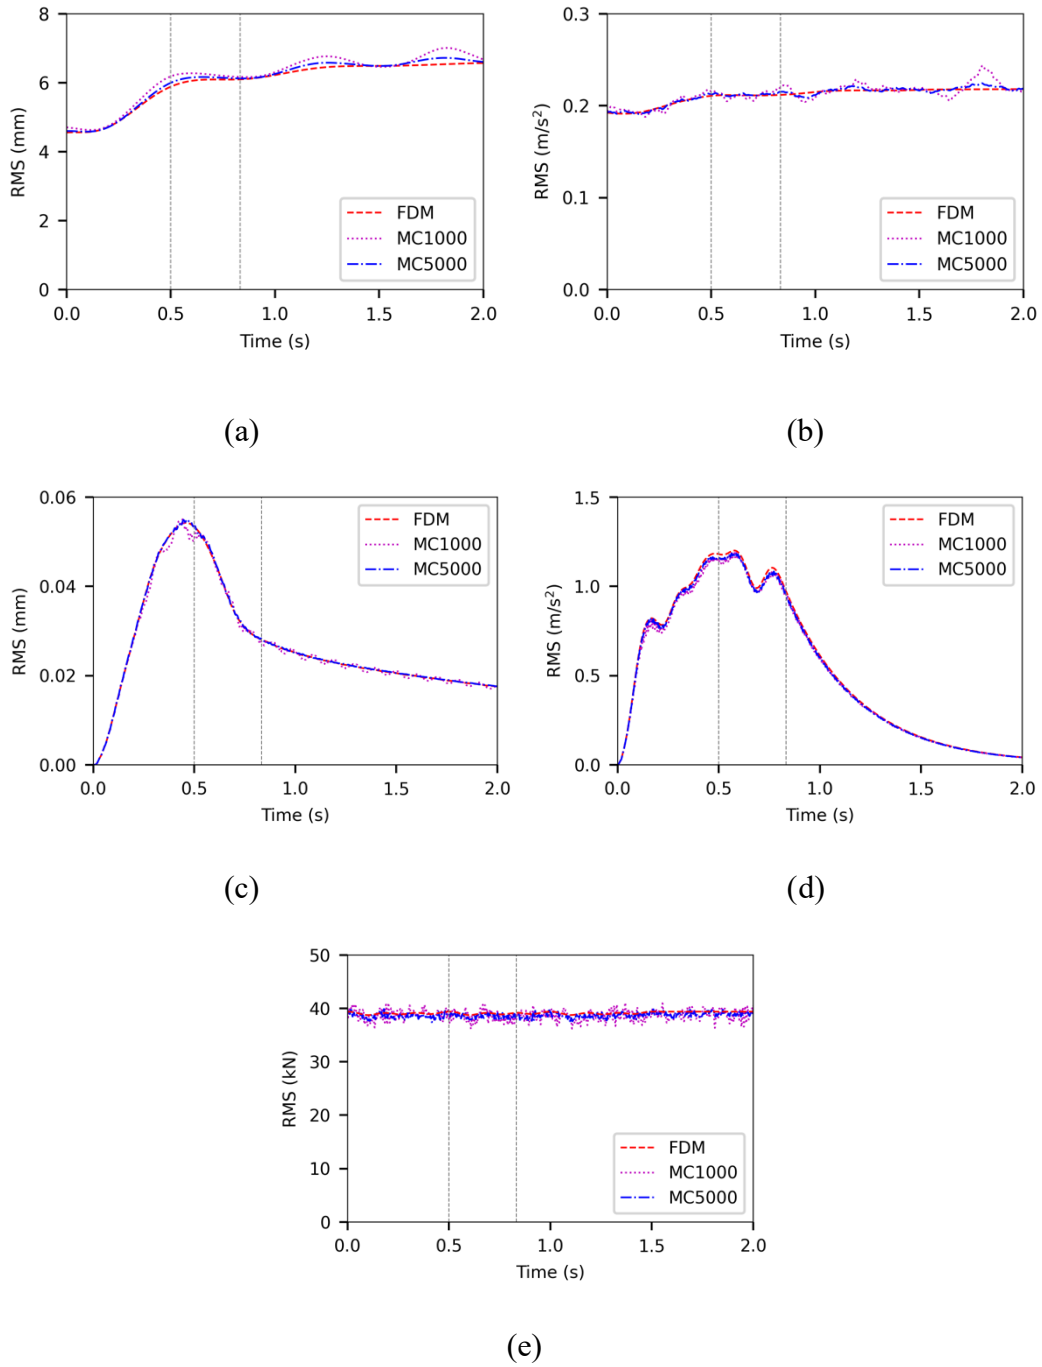 8
6
4
2
0
RMS (mm)
0.0 0.5 1.0 1.5 2.0
Time (s)
FDM
MC1000
MC5000
(a)
0.3
0.2
0.1
0.0
RMS (m/s²)
0.0 0.5 1.0 1.5 2.0
Time (s)
FDM
MC1000
MC5000
(b)
0.06
0.04
0.02
0.00
RMS (mm)
0.0 0.5 1.0 1.5 2.0
Time (s)
FDM
MC1000
MC5000
(c)
1.5
1.0
0.5
0.0
RMS (m/s²)
0.0 0.5 1.0 1.5 2.0
Time (s)
FDM
MC1000
MC5000
(d)
50
40
30
20
10
0
RMS (kN)
0.0 0.5 1.0 1.5 2.0
Time (s)
FDM
MC1000
MC5000
(e)